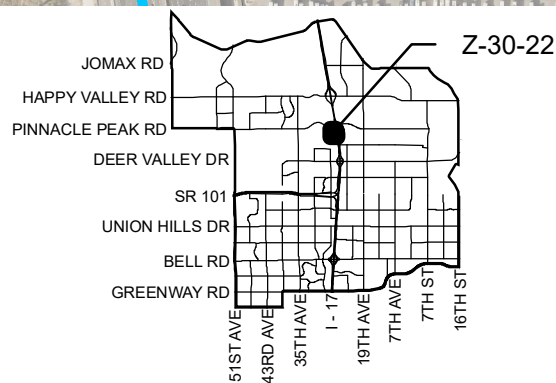 Z-30-22
JOMAX RD
HAPPY VALLEY RD
PINNACLE PEAK RD
DEER VALLEY DR
SR 101
UNION HILLS DR
BELL RD
GREENWAY RD
51ST AVE
43RD AVE
35TH AVE
I - 17
19TH AVE
7TH AVE
7TH ST
16TH ST